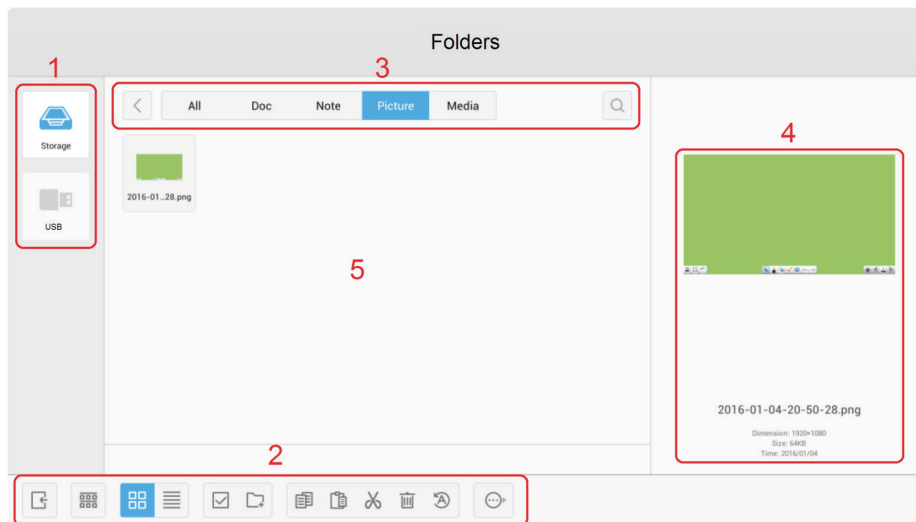 Folders
1
3
All Doc Note Picture Media
Storage
4
2016-01..28.png
USB
5
2016-01-04-20-50-28.png
Dimension: 1920×1080
Size: 64KB
Time: 2016/01/04
2